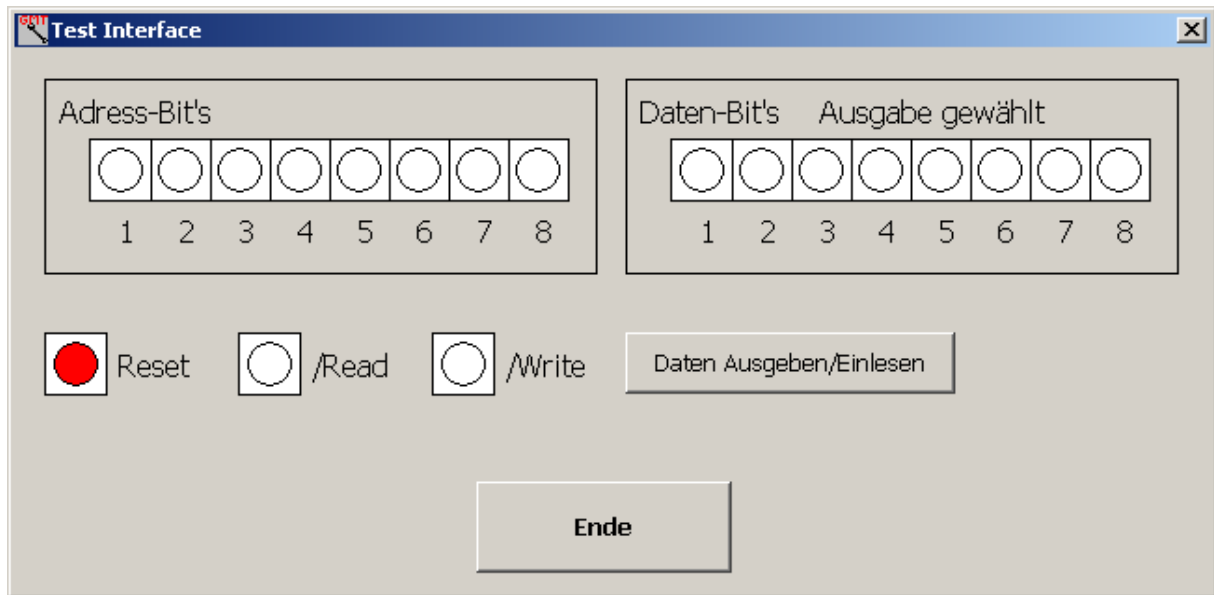 GMT
Test Interface
Adress-Bit's
1 2 3 4 5 6 7 8
Daten-Bit's Ausgabe gewählt
1 2 3 4 5 6 7 8
Reset /Read /Write Daten Ausgeben/Einlesen
Ende